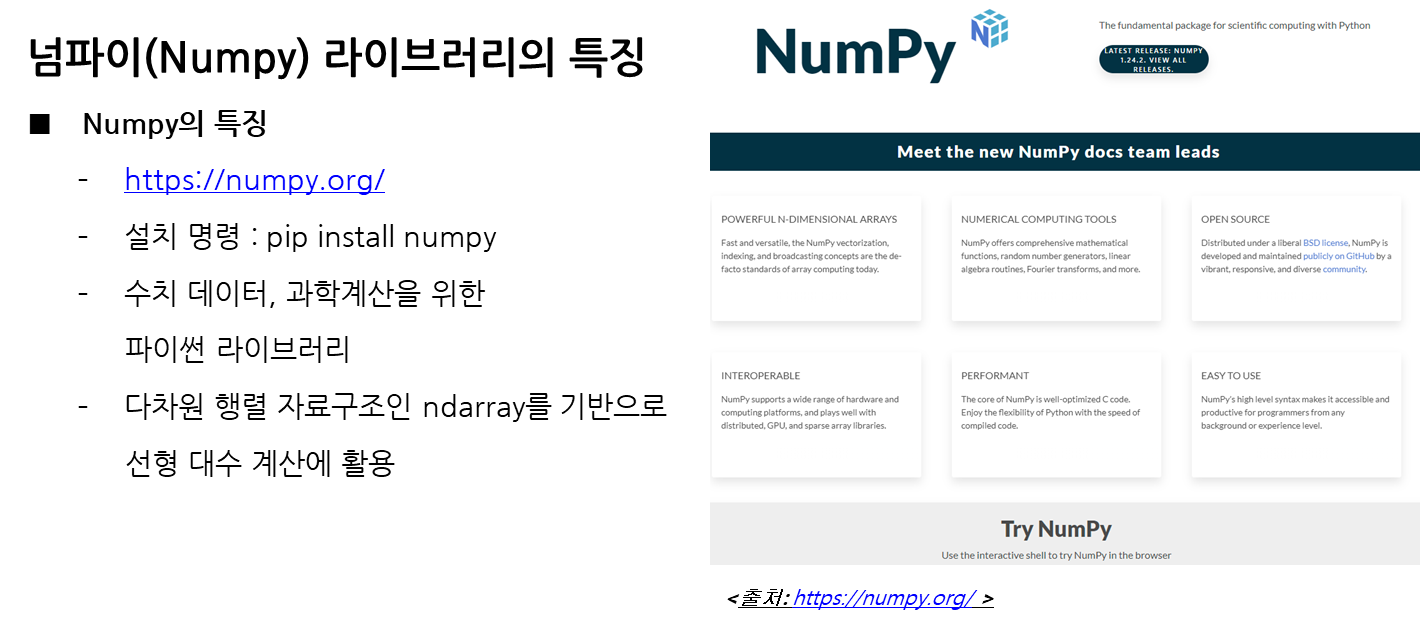 넘파이(Numpy) 라이브러리의 특징
■ Numpy의 특징
- https://numpy.org/
- 설치 명령 : pip install numpy
- 수치 데이터, 과학계산을 위한
파이썬 라이브러리
- 다차원 행렬 자료구조인 ndarray를 기반으로
선형 대수 계산에 활용
NumPy
The fundamental package for scientific computing with Python
LATEST RELEASE: NUMPY
1.24.2. VIEW ALL
RELEASES.
Meet the new NumPy docs team leads
POWERFUL N-DIMENSIONAL ARRAYS
Fast and versatile, the NumPy vectorization,
indexing, and broadcasting concepts are the de-
facto standards of array computing today.
NUMERICAL COMPUTING TOOLS
NumPy offers comprehensive mathematical
functions, random number generators, linear
algebra routines, Fourier transforms, and more.
OPEN SOURCE
Distributed under a liberal BSD license, NumPy is
developed and maintained publicly on GitHub by a
vibrant, responsive, and diverse community.
INTEROPERABLE
NumPy supports a wide range of hardware and
computing platforms, and plays well with
distributed, GPU, and sparse array libraries.
PERFORMANT
The core of NumPy is well-optimized C code.
Enjoy the flexibility of Python with the speed of
compiled code.
EASY TO USE
NumPy's high level syntax makes it accessible and
productive for programmers from any
background or experience level.
Try NumPy
Use the interactive shell to try NumPy in the browser
<출처: https://numpy.org/ >